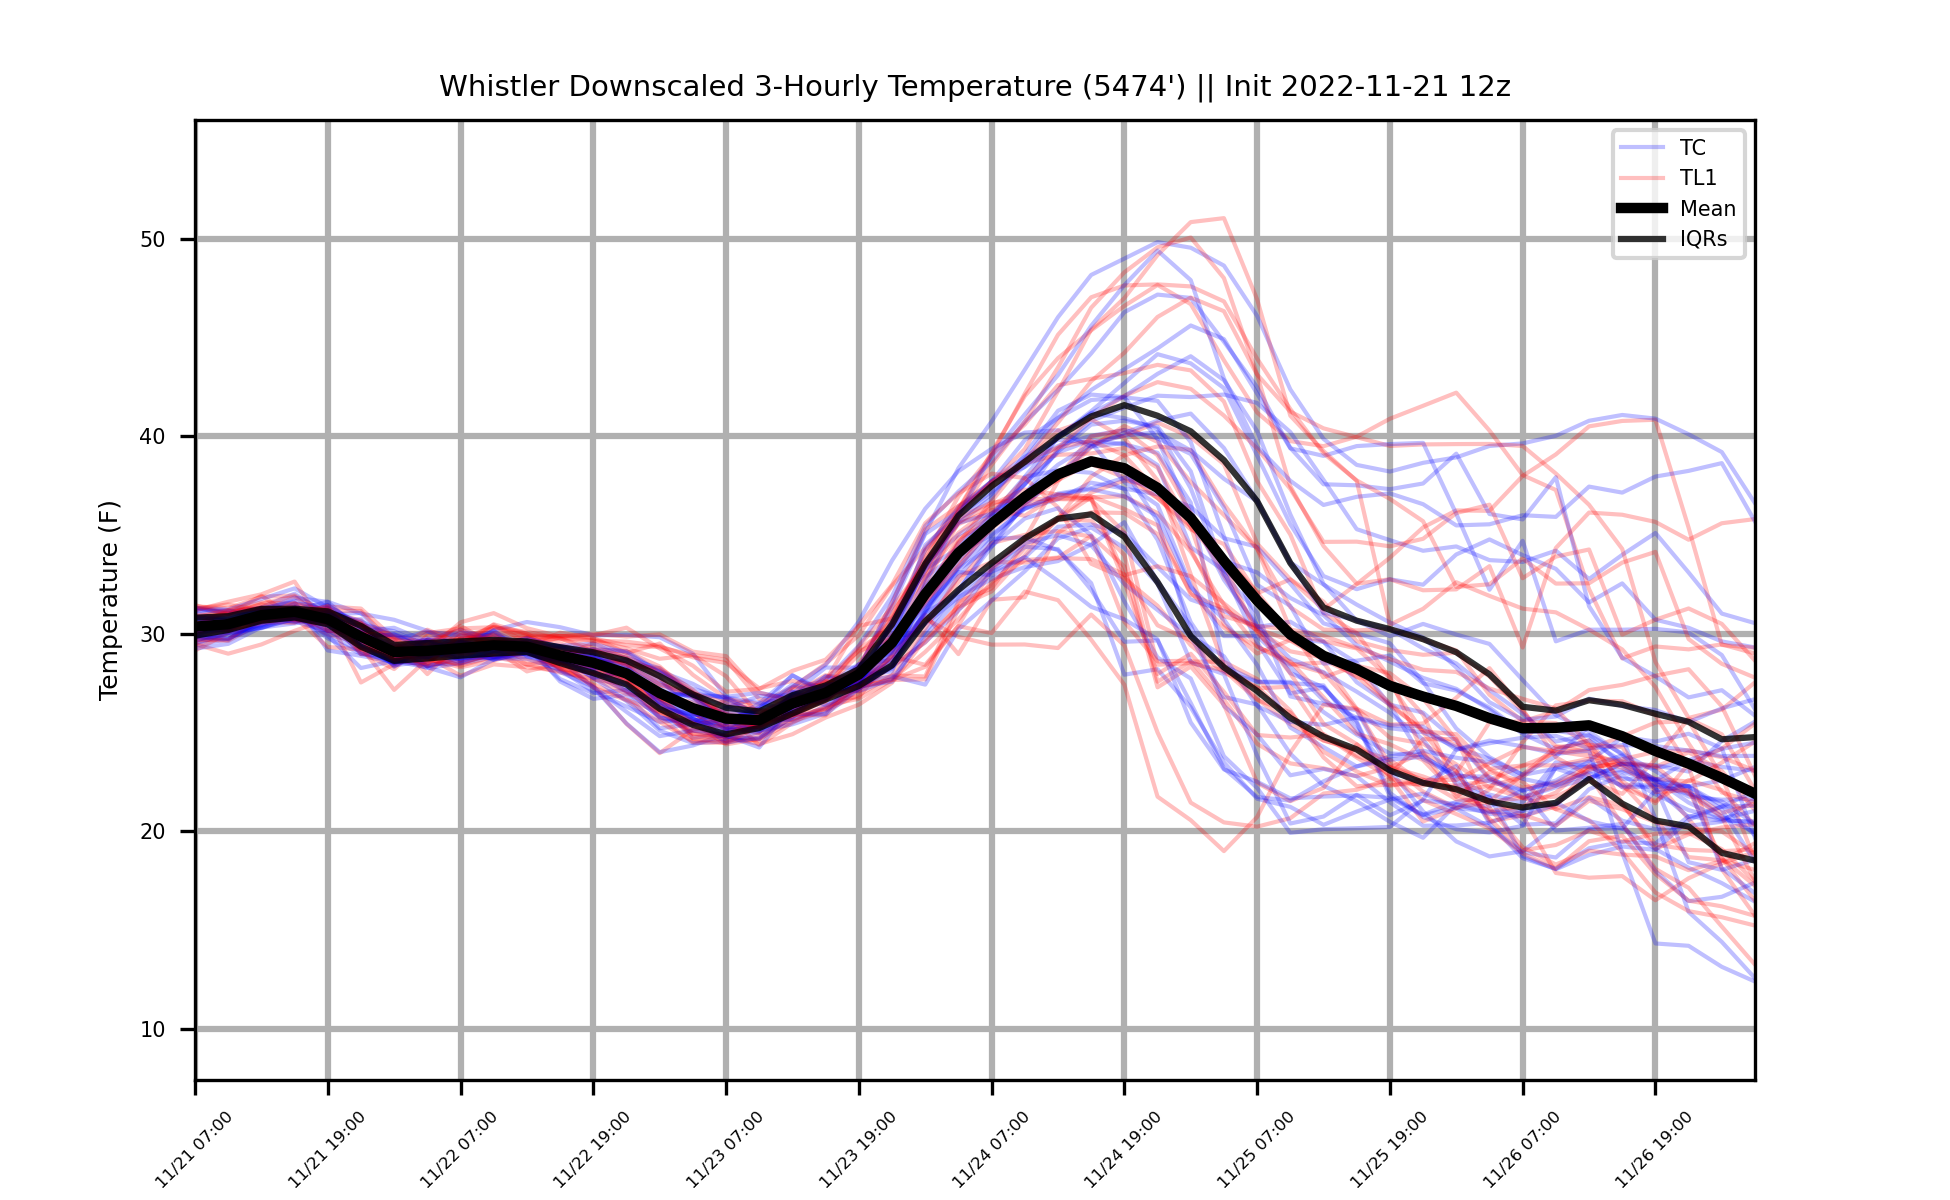 Whistler Downscaled 3-Hourly Temperature (5474') || Init 2022-11-21 12z
TC
TL1
Mean
IQRs
Temperature (F)
50
40
30
20
10
11/21 07:00
11/21 19:00
11/22 07:00
11/22 19:00
11/23 07:00
11/23 19:00
11/24 07:00
11/24 19:00
11/25 07:00
11/25 19:00
11/26 07:00
11/26 19:00